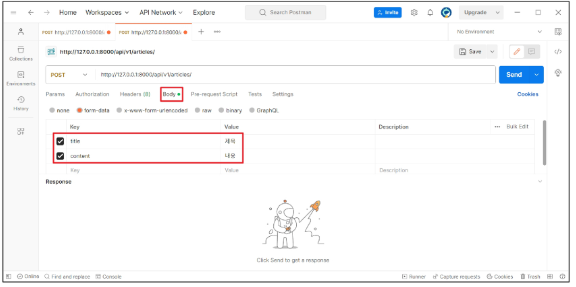 Home Workspaces API Network Explore Search Postman Invite Upgrade
POST http://127.0.0.1:8000/ POST http://127.0.0.1:8000/ No Environment
http://127.0.0.1:8000/api/v1/articles/ Save
Collections
POST http://127.0.0.1:8000/api/v1/articles/ Send
Environments
Params Authorization Headers (8) Body Pre-request Script Tests Settings Cookies
History
none form-data x-www-form-urlencoded raw binary GraphQL
Key Value Description Bulk Edit
title 제목
content 내용
Key Value Description
Response
Click Send to get a response
Online Find and replace Console Runner Capture requests Cookies Trash